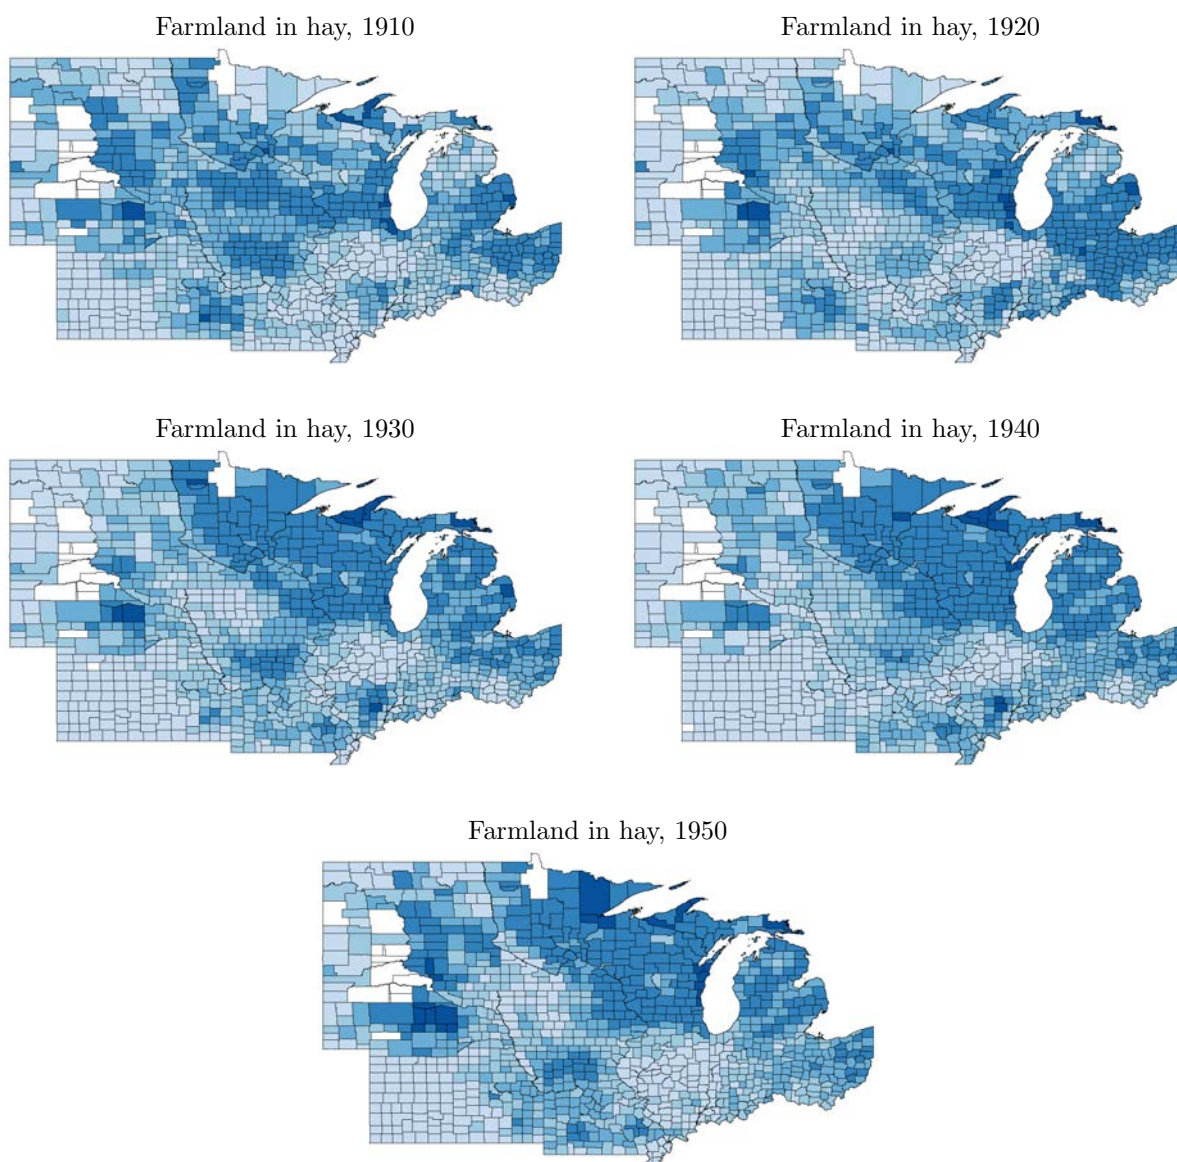 Farmland in hay, 1910
Farmland in hay, 1920
Farmland in hay, 1930
Farmland in hay, 1940
Farmland in hay, 1950